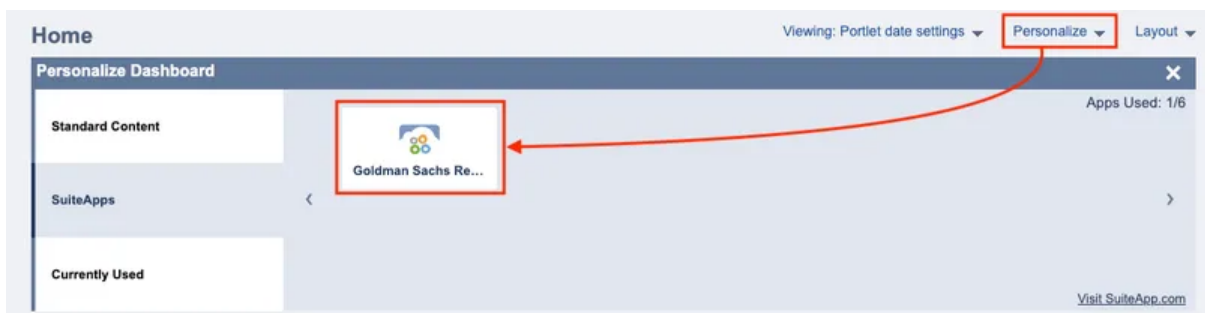 Home
Viewing: Portlet date settings
Personalize
Layout
Personalize Dashboard
Apps Used: 1/6
Standard Content
Goldman Sachs Re...
SuiteApps
Currently Used
Visit SuiteApp.com